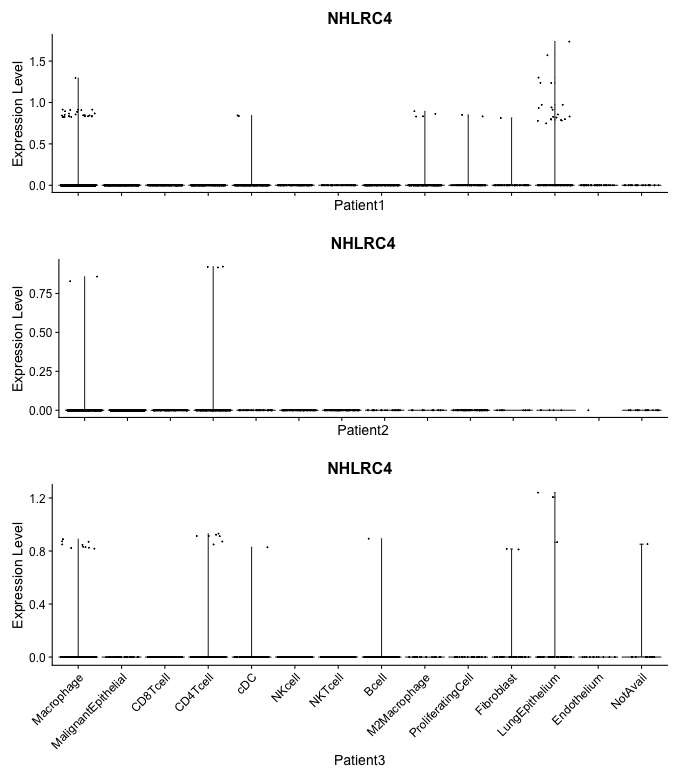 NHLRC4
Expression Level
1.5
1.0
0.5
0.0
Patient1
NHLRC4
Expression Level
0.75
0.50
0.25
0.00
Patient2
NHLRC4
Expression Level
1.2
0.8
0.4
0.0
Macrophage
MalignantEpithelial
CD8Tcell
CD4Tcell
cDC
NKcell
NKTcell
Bcell
M2Macrophage
ProliferatingCell
Fibroblast
LungEpithelium
Endothelium
NotAvail
Patient3